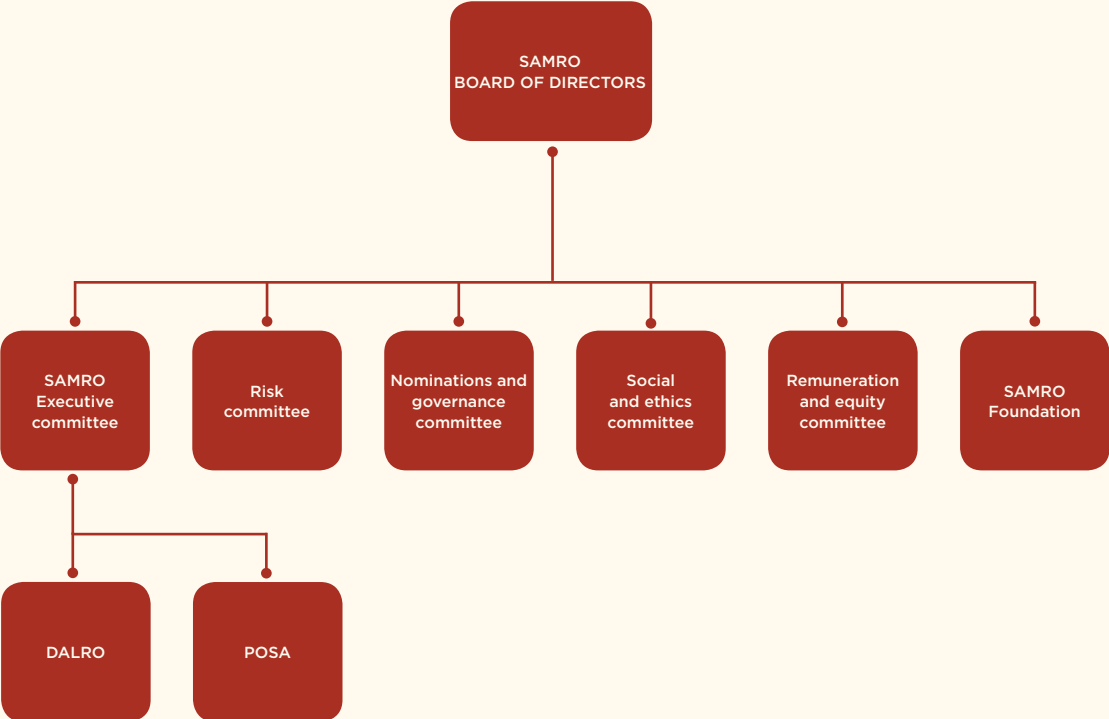 SAMRO
BOARD OF DIRECTORS
SAMRO
Executive
committee
Risk
committee
Nominations and
governance
committee
Social
and ethics
committee
Remuneration
and equity
committee
SAMRO
Foundation
DALRO
POSA